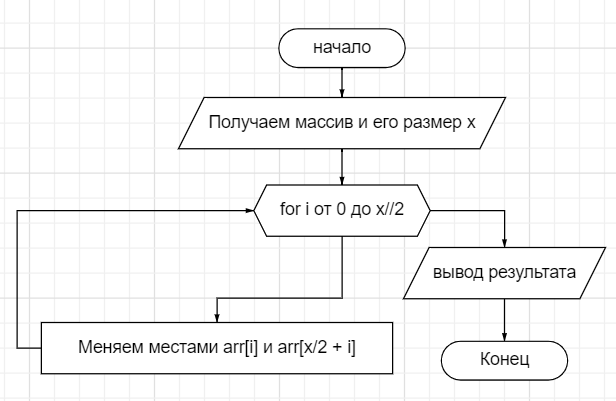 начало
Получаем массив и его размер x
for i от 0 до x//2
вывод результата
Меняем местами arr[i] и arr[x/2 + i]
Конец